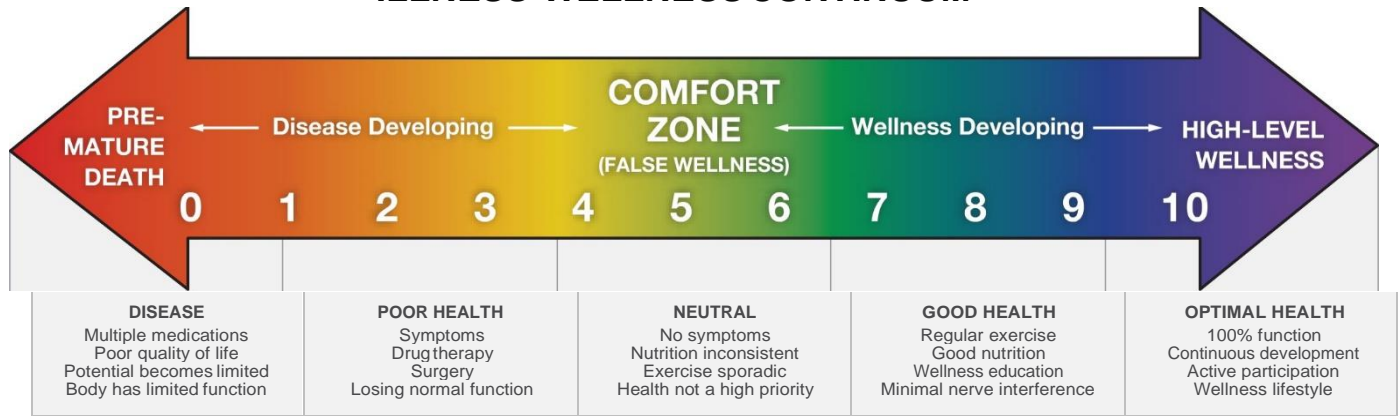 PRE-
MATURE
DEATH
Disease Developing
COMFORT
ZONE
(FALSE WELLNESS)
Wellness Developing
HIGH-LEVEL
WELLNESS
0 1 2 3 4 5 6 7 8 9 10
DISEASE
Multiple medications
Poor quality of life
Potential becomes limited
Body has limited function
POOR HEALTH
Symptoms
Drugtherapy
Surgery
Losing normal function
NEUTRAL
No symptoms
Nutrition inconsistent
Exercise sporadic
Health not a high priority
GOOD HEALTH
Regular exercise
Good nutrition
Wellness education
Minimal nerve interference
OPTIMAL HEALTH
100% function
Continuous development
Active participation
Wellness lifestyle